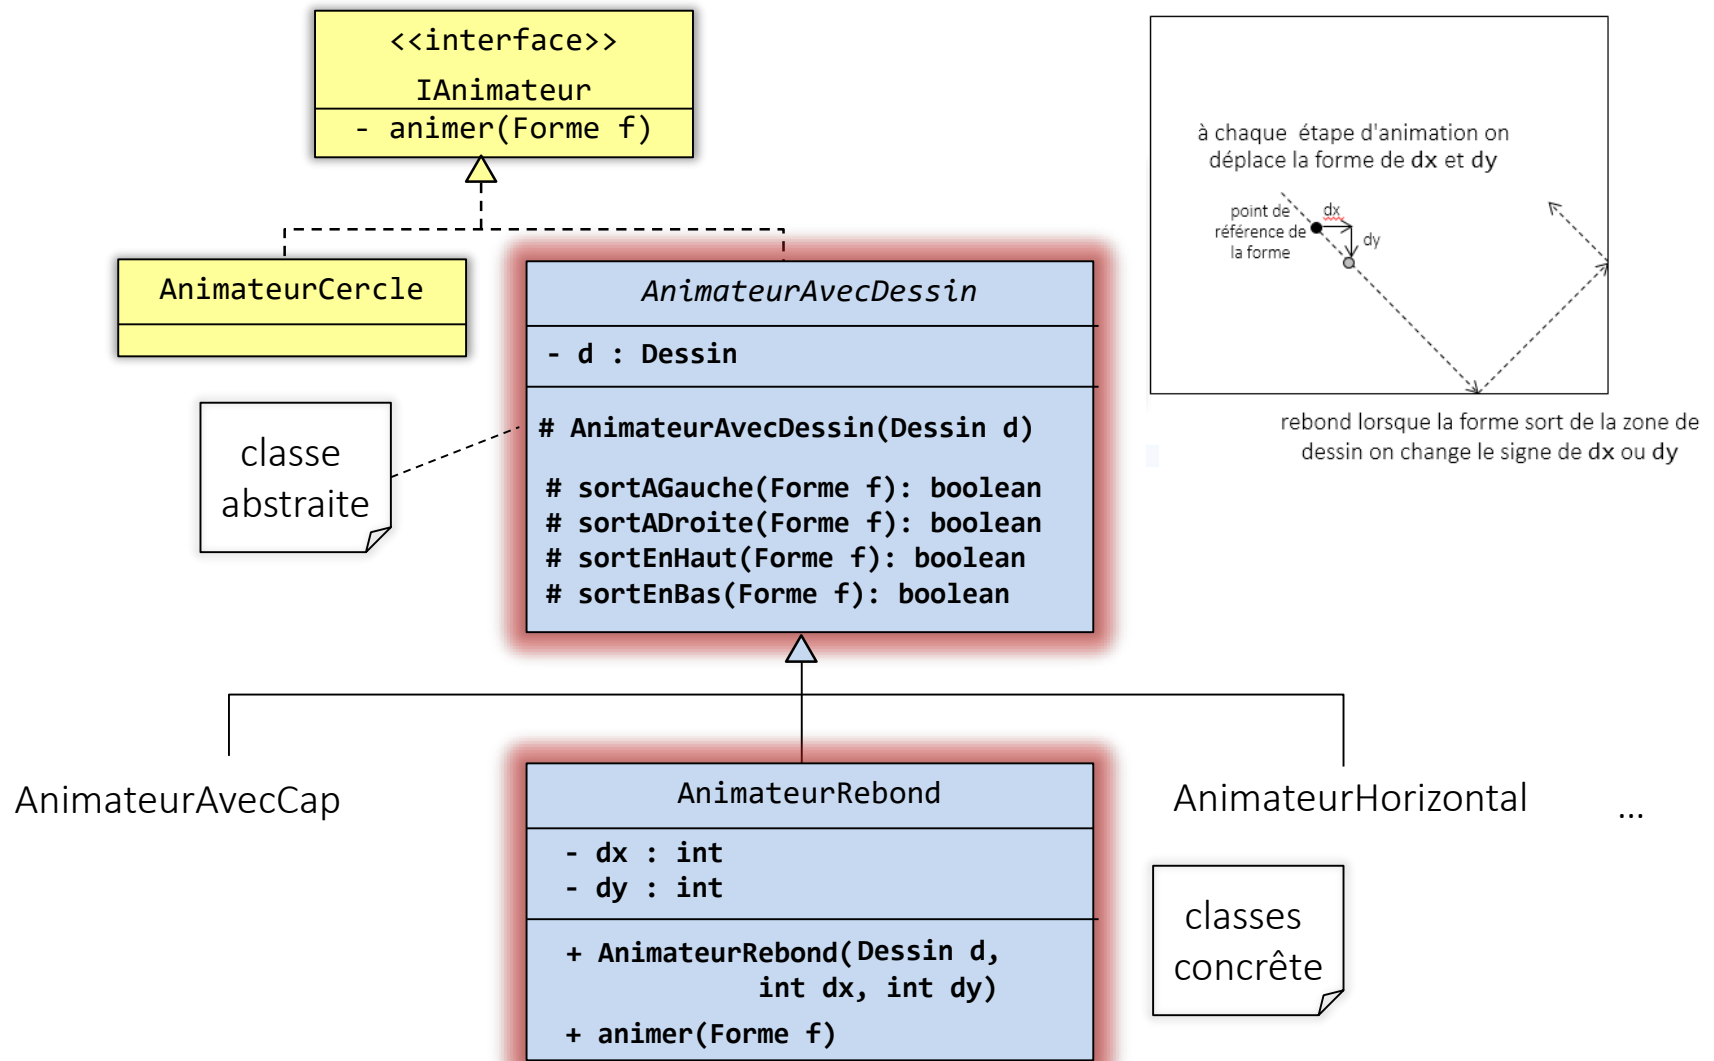 <<interface>>
IAnimateur
- animer(Forme f)
AnimateurCercle
classe
abstraite
AnimateurAvecDessin
- d : Dessin
# AnimateurAvecDessin(Dessin d)
# sortAGauche(Forme f): boolean
# sortADroite(Forme f): boolean
# sortEnHaut(Forme f): boolean
# sortEnBas(Forme f): boolean
à chaque étape d'animation on
déplace la forme de dx et dy
point de
référence de
la forme
dx
dy
rebond lorsque la forme sort de la zone de
dessin on change le signe de dx ou dy
AnimateurAvecCap
AnimateurRebond
- dx : int
- dy : int
+ AnimateurRebond(Dessin d,
int dx, int dy)
+ animer(Forme f)
AnimateurHorizontal
...
classes
concrête